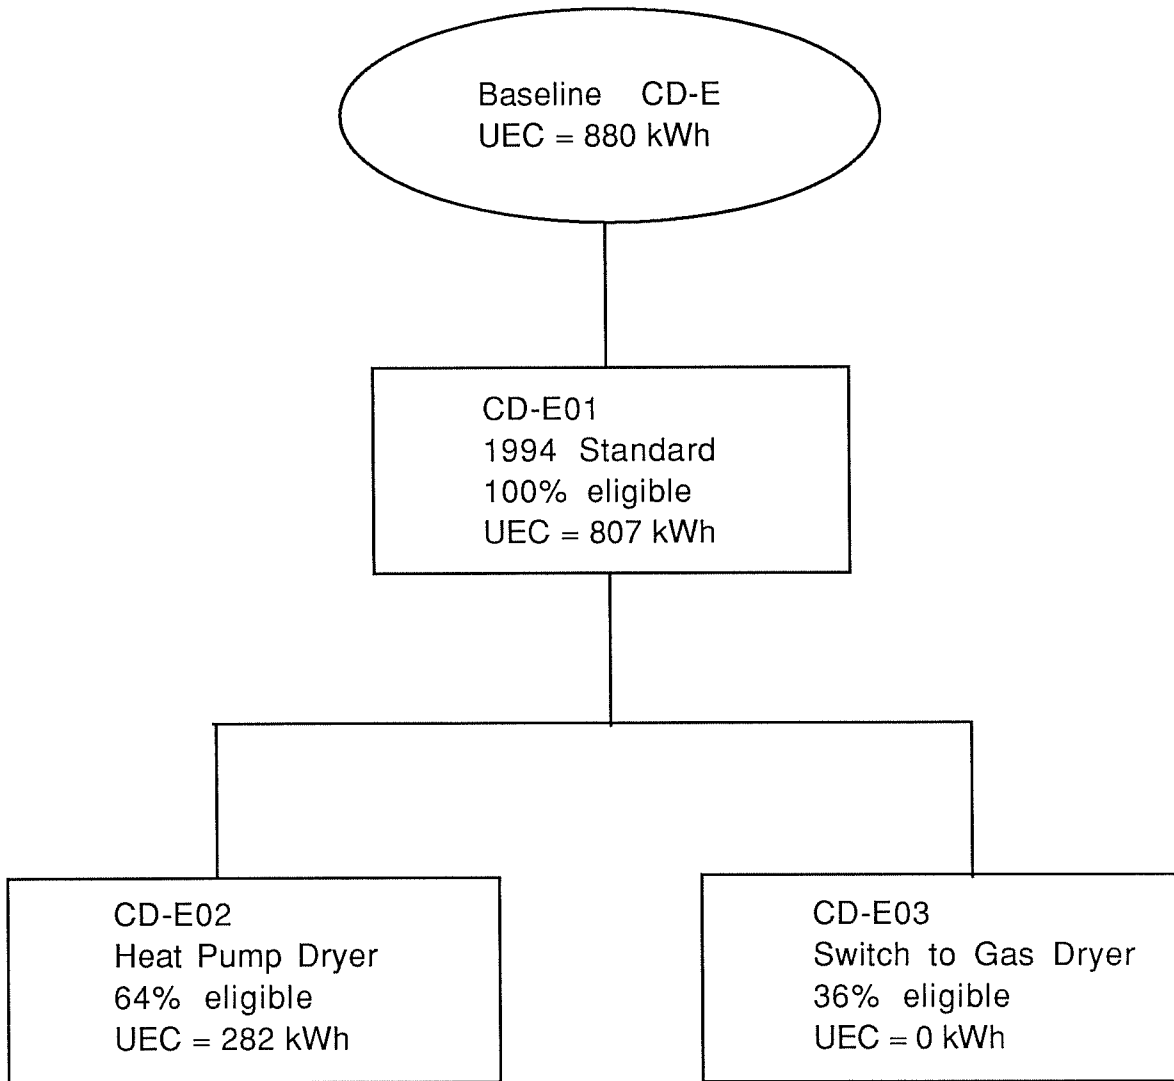 Baseline CD-E
UEC = 880 kWh
CD-E01
1994 Standard
100% eligible
UEC = 807 kWh
CD-E02
Heat Pump Dryer
64% eligible
UEC = 282 kWh
CD-E03
Switch to Gas Dryer
36% eligible
UEC = 0 kWh